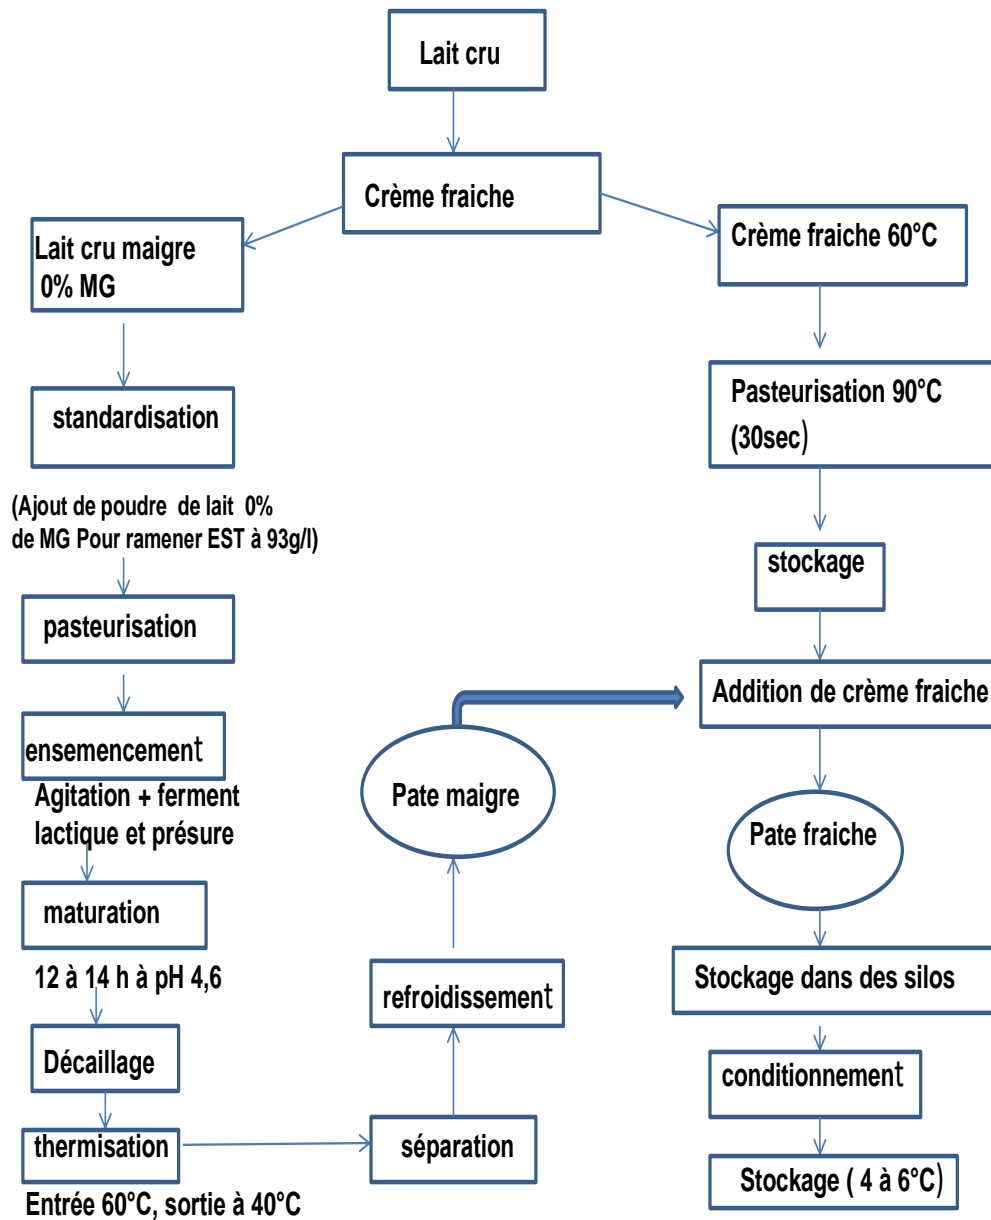 Lait cru
Crème fraiche
Lait cru maigre
0% MG
standardisation
(Ajout de poudre de lait 0%
de MG Pour ramener EST à 93g/l)
pasteurisation
ensemencement
Agitation + ferment
lactique et présure
maturation
12 à 14 h à pH 4,6
Décaillage
thermisation
Entrée 60°C, sortie à 40°C
séparation
refroidissement
Pate maigre
Crème fraiche 60°C
Pasteurisation 90°C
(30sec)
stockage
Addition de crème fraiche
Pate fraiche
Stockage dans des silos
conditionnement
Stockage ( 4 à 6°C)